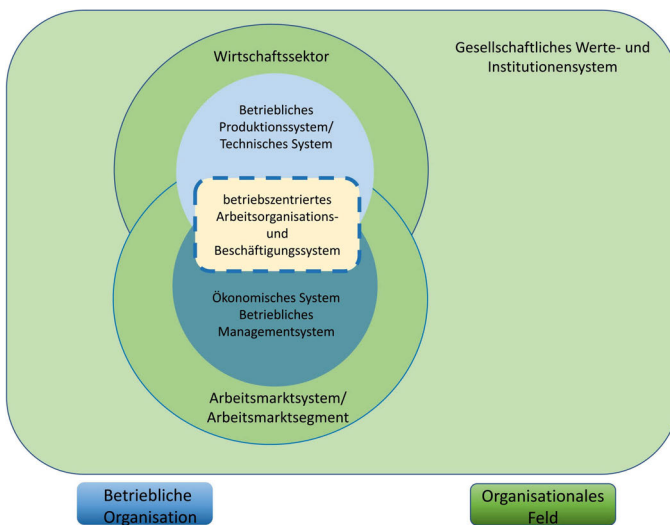 Wirtschaftssektor
Gesellschaftliches Werte- und
Institutionensystem
Betriebliches
Produktionssystem/
Technisches System
betriebszentriertes
Arbeitsorganisations-
und
Beschäftigungssystem
Ökonomisches System
Betriebliches
Managementsystem
Arbeitsmarktsystem/
Arbeitsmarktsegment
Betriebliche
Organisation
Organisationales
Feld